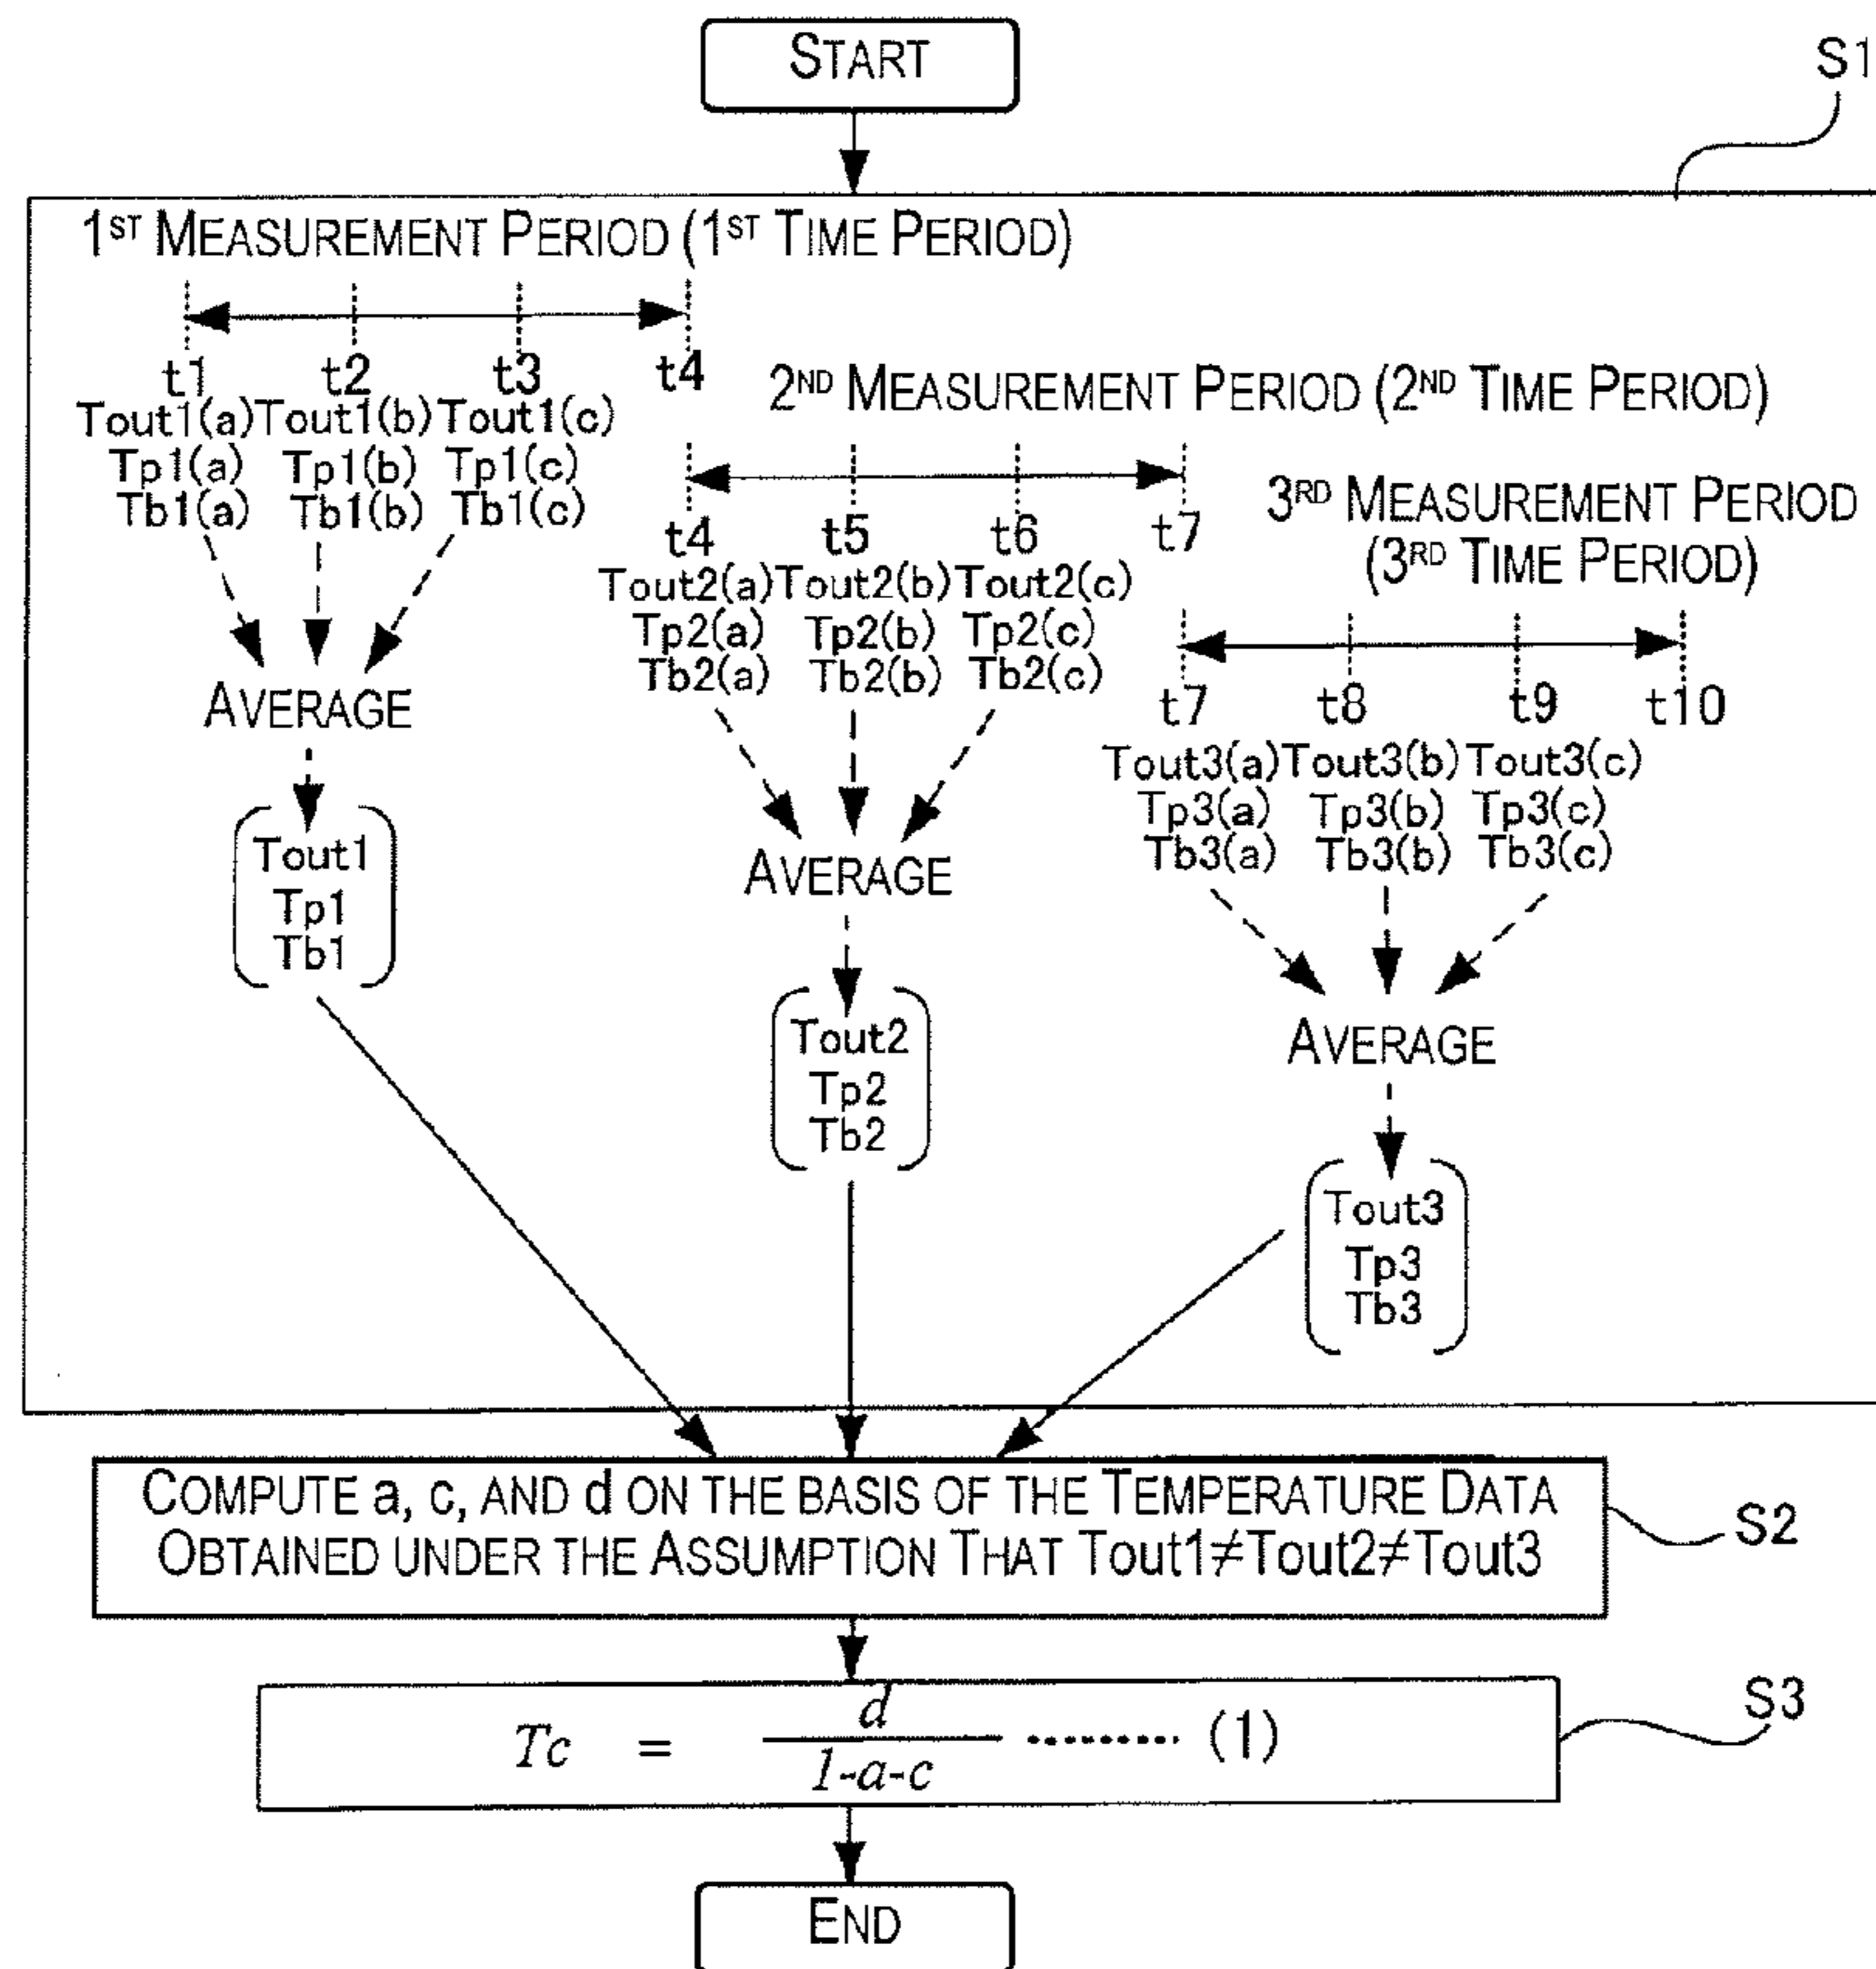 START
S1
1ST MEASUREMENT PERIOD (1ST TIME PERIOD)
t1 t2 t3 t4
Tout1(a) Tout1(b) Tout1(c)
Tp1(a) Tp1(b) Tp1(c)
Tb1(a) Tb1(b) Tb1(c)
AVERAGE
Tout1
Tp1
Tb1
2ND MEASUREMENT PERIOD (2ND TIME PERIOD)
t4 t5 t6 t7
Tout2(a) Tout2(b) Tout2(c)
Tp2(a) Tp2(b) Tp2(c)
Tb2(a) Tb2(b) Tb2(c)
AVERAGE
Tout2
Tp2
Tb2
3RD MEASUREMENT PERIOD
(3RD TIME PERIOD)
t7 t8 t9 t10
Tout3(a) Tout3(b) Tout3(c)
Tp3(a) Tp3(b) Tp3(c)
Tb3(a) Tb3(b) Tb3(c)
AVERAGE
Tout3
Tp3
Tb3
COMPUTE a, c, AND d ON THE BASIS OF THE TEMPERATURE DATA
OBTAINED UNDER THE ASSUMPTION THAT Tout1≠Tout2≠Tout3
S2
Tc = d / 1-a-c ········· (1)
S3
END